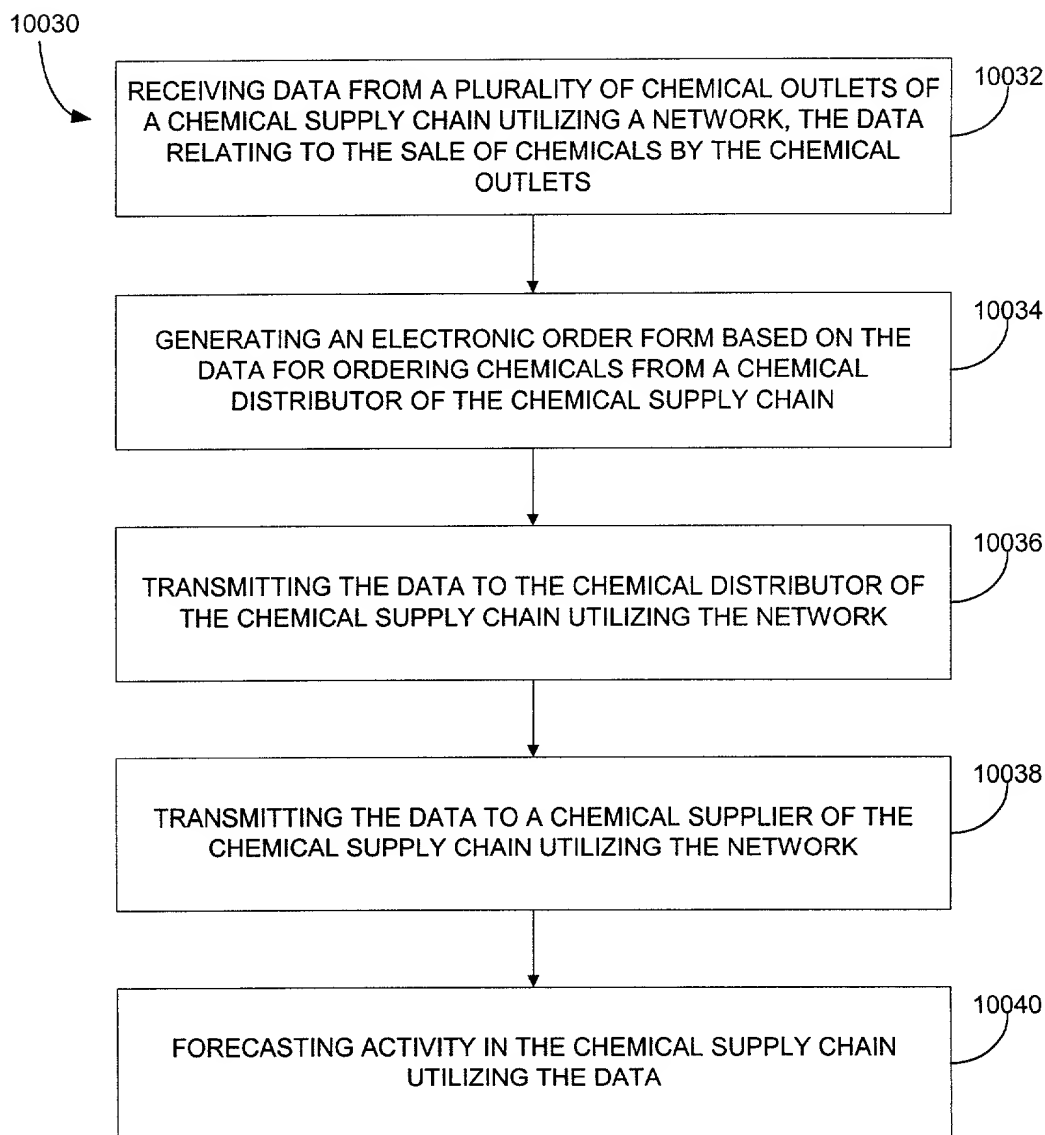 10030
RECEIVING DATA FROM A PLURALITY OF CHEMICAL OUTLETS OF
A CHEMICAL SUPPLY CHAIN UTILIZING A NETWORK, THE DATA
RELATING TO THE SALE OF CHEMICALS BY THE CHEMICAL
OUTLETS
10032
GENERATING AN ELECTRONIC ORDER FORM BASED ON THE
DATA FOR ORDERING CHEMICALS FROM A CHEMICAL
DISTRIBUTOR OF THE CHEMICAL SUPPLY CHAIN
10034
TRANSMITTING THE DATA TO THE CHEMICAL DISTRIBUTOR OF
THE CHEMICAL SUPPLY CHAIN UTILIZING THE NETWORK
10036
TRANSMITTING THE DATA TO A CHEMICAL SUPPLIER OF THE
CHEMICAL SUPPLY CHAIN UTILIZING THE NETWORK
10038
FORECASTING ACTIVITY IN THE CHEMICAL SUPPLY CHAIN
UTILIZING THE DATA
10040